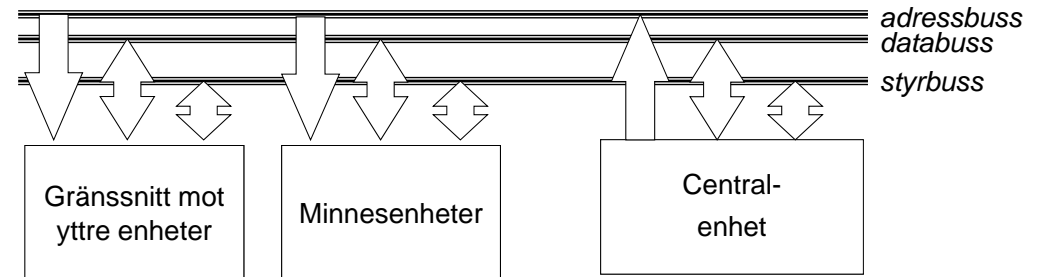 adressbuss
databuss
styrbuss
Gränssnitt mot
yttre enheter
Minnesenheter
Central-
enhet